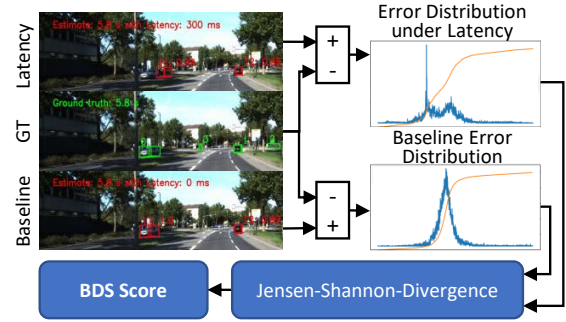 Error Distribution
under Latency
Latency
Estimate: 5.8 s with Latency: 300 ms
+
-
GT
Ground truth: 5.8 s
Baseline Error
Distribution
Baseline
Estimate: 5.8 s with Latency: 0 ms
-
+
BDS Score
Jensen-Shannon-Divergence